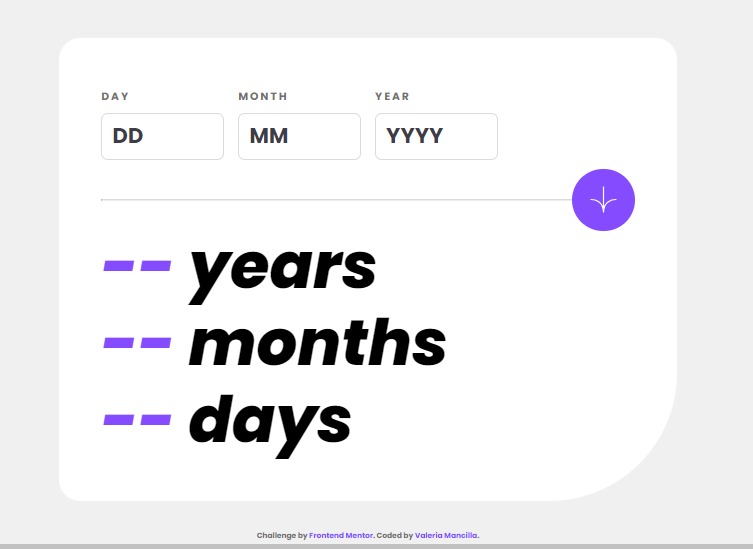 DAY MONTH YEAR
DD MM YYYY
-- years
-- months
-- days
Challenge by Frontend Mentor. Coded by Valeria Mancilla.